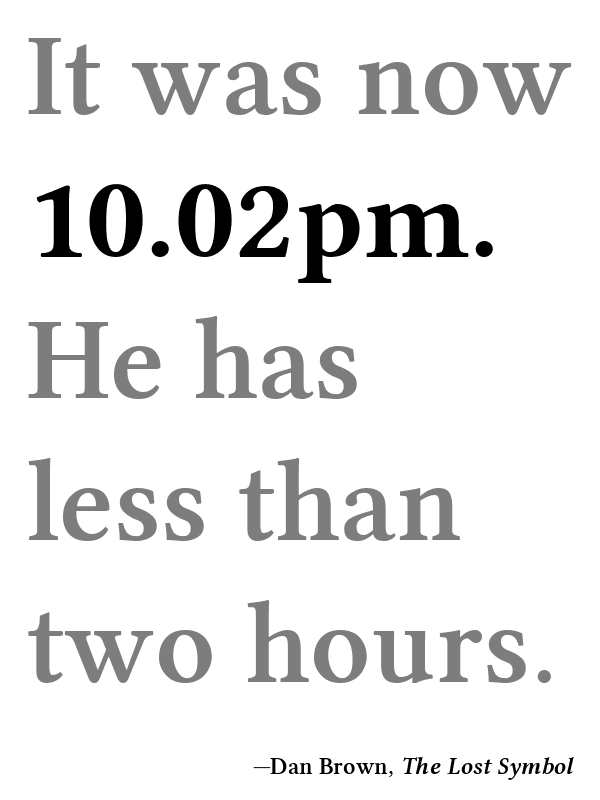 It was now
10.02pm.
He has
less than
two hours.
—Dan Brown, The Lost Symbol